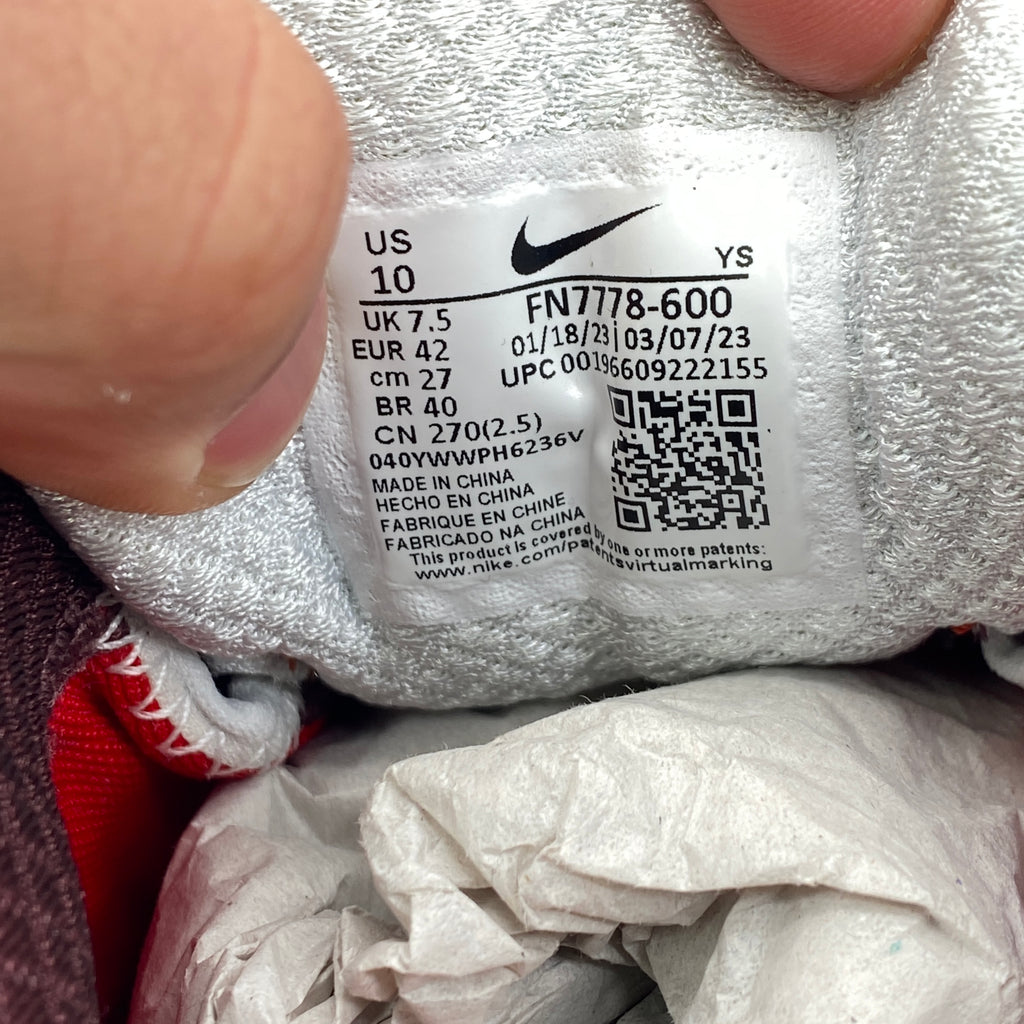 US
10
YS
UK 7.5
FN7778-600
EUR 42
01/18/23|03/07/23
cm 27
UPC 00196609222155
BR 40
CN 270(2.5)
040YWWPH6236V
MADE IN CHINA
HECHO EN CHINA
FABRIQUE EN CHINE
FABRICADO NA CHINA
This product is covered by one or more patents:
www.nike.com/patentsvirtualmarking